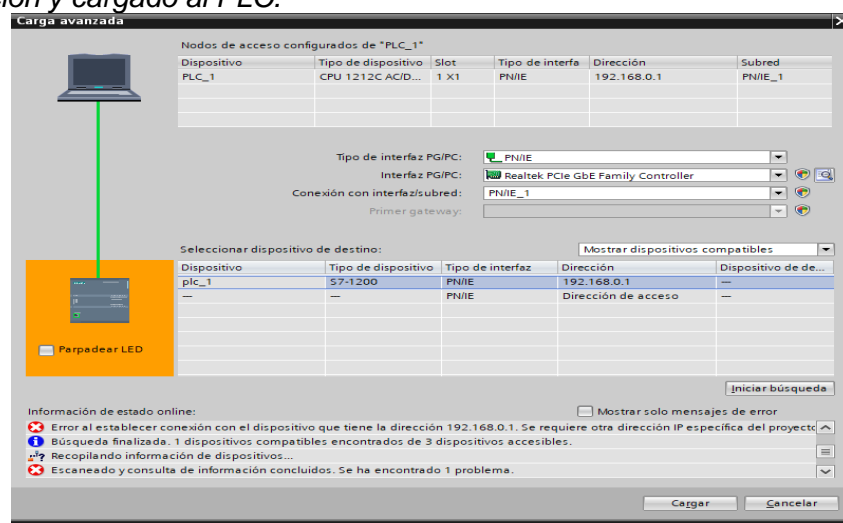 ión y cargado al PLC.
Carga avanzada
Nodos de acceso configurados de "PLC_1"
Dispositivo Tipo de dispositivo Slot Tipo de interfa Dirección Subred
PLC_1 CPU 1212C AC/D... 1 X1 PN/IE 192.168.0.1 PN/IE_1
Tipo de interfaz PG/PC: PN/IE
Interfaz PG/PC: Realtek PCIe GbE Family Controller
Conexión con interfaz/subred: PN/IE_1
Primer gateway:
Seleccionar dispositivo de destino: Mostrar dispositivos compatibles
Dispositivo Tipo de dispositivo Tipo de interfaz Dirección Dispositivo de de...
plc_1 S7-1200 PN/IE 192.168.0.1 —
— — PN/IE Dirección de acceso —
Parpadear LED
Iniciar búsqueda
Información de estado online: Mostrar solo mensajes de error
Error al establecer conexión con el dispositivo que tiene la dirección 192.168.0.1. Se requiere otra dirección IP específica del proyecto
Búsqueda finalizada. 1 dispositivos compatibles encontrados de 3 dispositivos accesibles.
Recopilando información de dispositivos...
Escaneado y consulta de información concluidos. Se ha encontrado 1 problema.
Cargar Cancelar